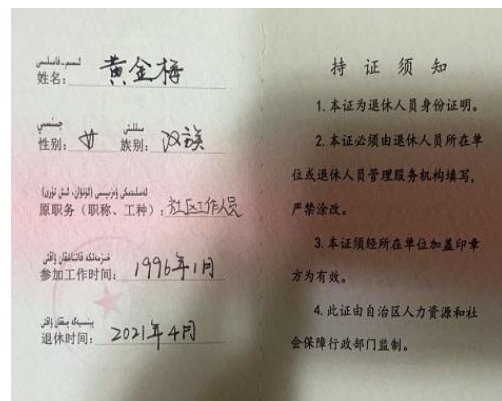 ئىسىم-فامىلىسى
姓名：黄金梅
جىنسى مىللىتى
性别：女 族别：汉族
原职务（职称、工种）：社区工作人员
参加工作时间：1996年1月
退休时间：2021年4月
持证须知
1.本证为退休人员身份证明。
2.本证必须由退休人员所在单
位或退休人员管理服务机构填写，
严禁涂改。
3.本证须经所在单位加盖印章
方为有效。
4.此证由自治区人力资源和社
会保障行政部门监制。